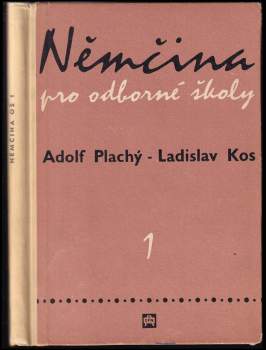 Němčina
pro odborné školy
Adolf Plachý - Ladislav Kos
1
NĚMČINA OŠ 1